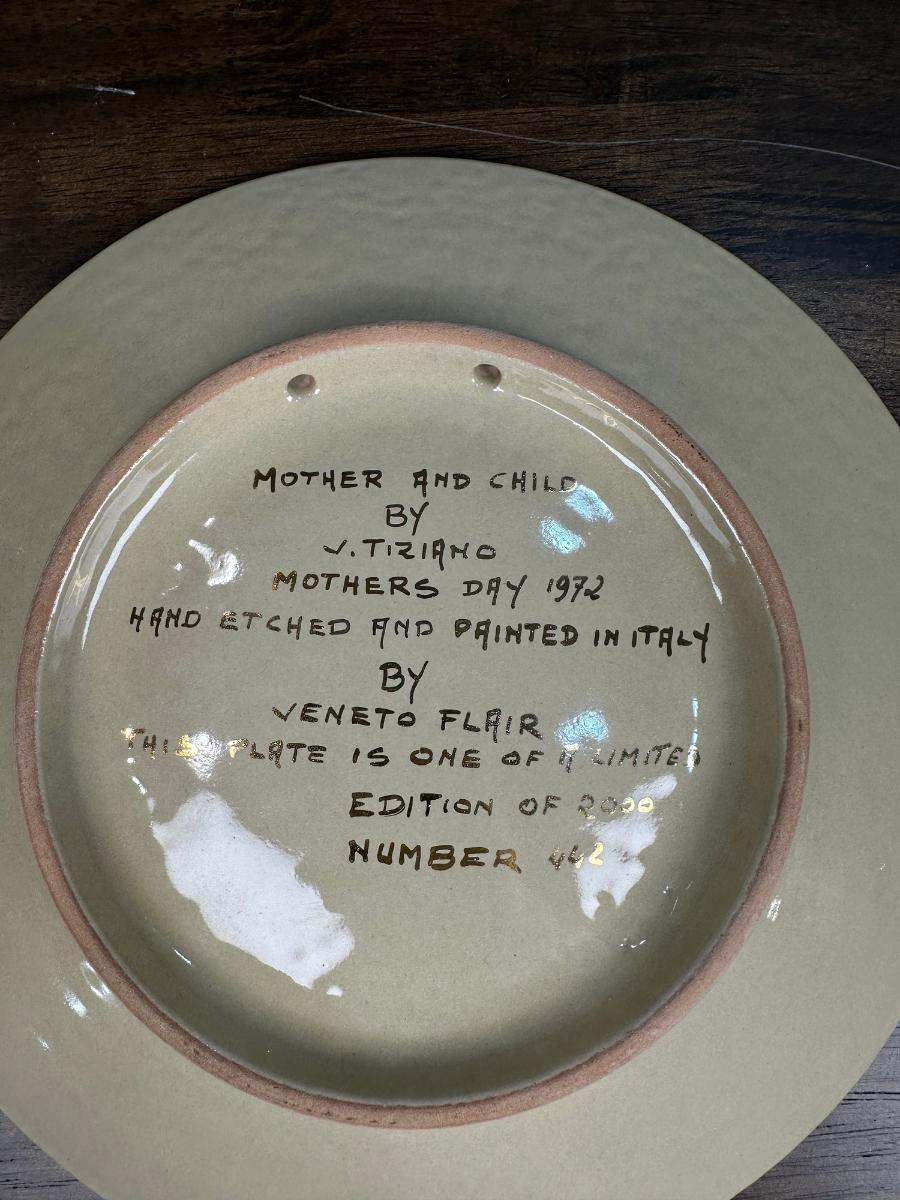 MOTHER AND CHILD
BY
V. TIZIANO
MOTHERS DAY 1972
HAND ETCHED AND PAINTED IN ITALY
BY
VENETO FLAIR
THIS PLATE IS ONE OF A LIMITED
EDITION OF 2000
NUMBER